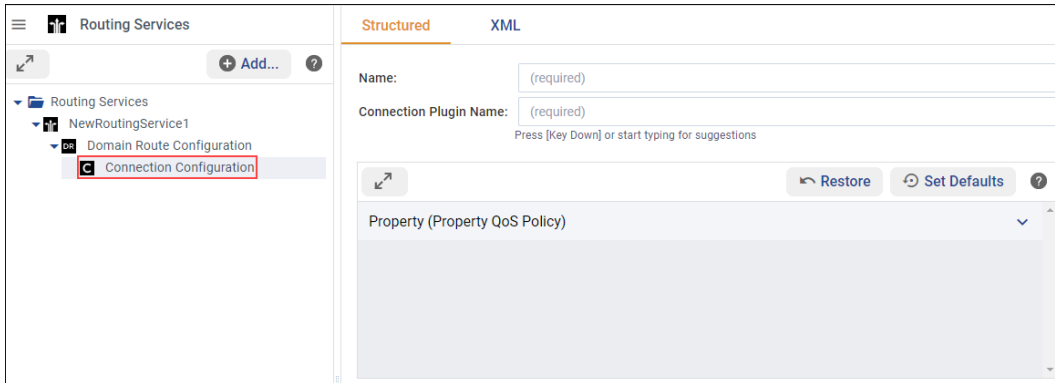 Routing Services
Add...
Routing Services
NewRoutingService1
DR Domain Route Configuration
C Connection Configuration
Structured XML
Name: (required)
Connection Plugin Name: (required)
Press [Key Down] or start typing for suggestions
Restore Set Defaults ?
Property (Property QoS Policy)